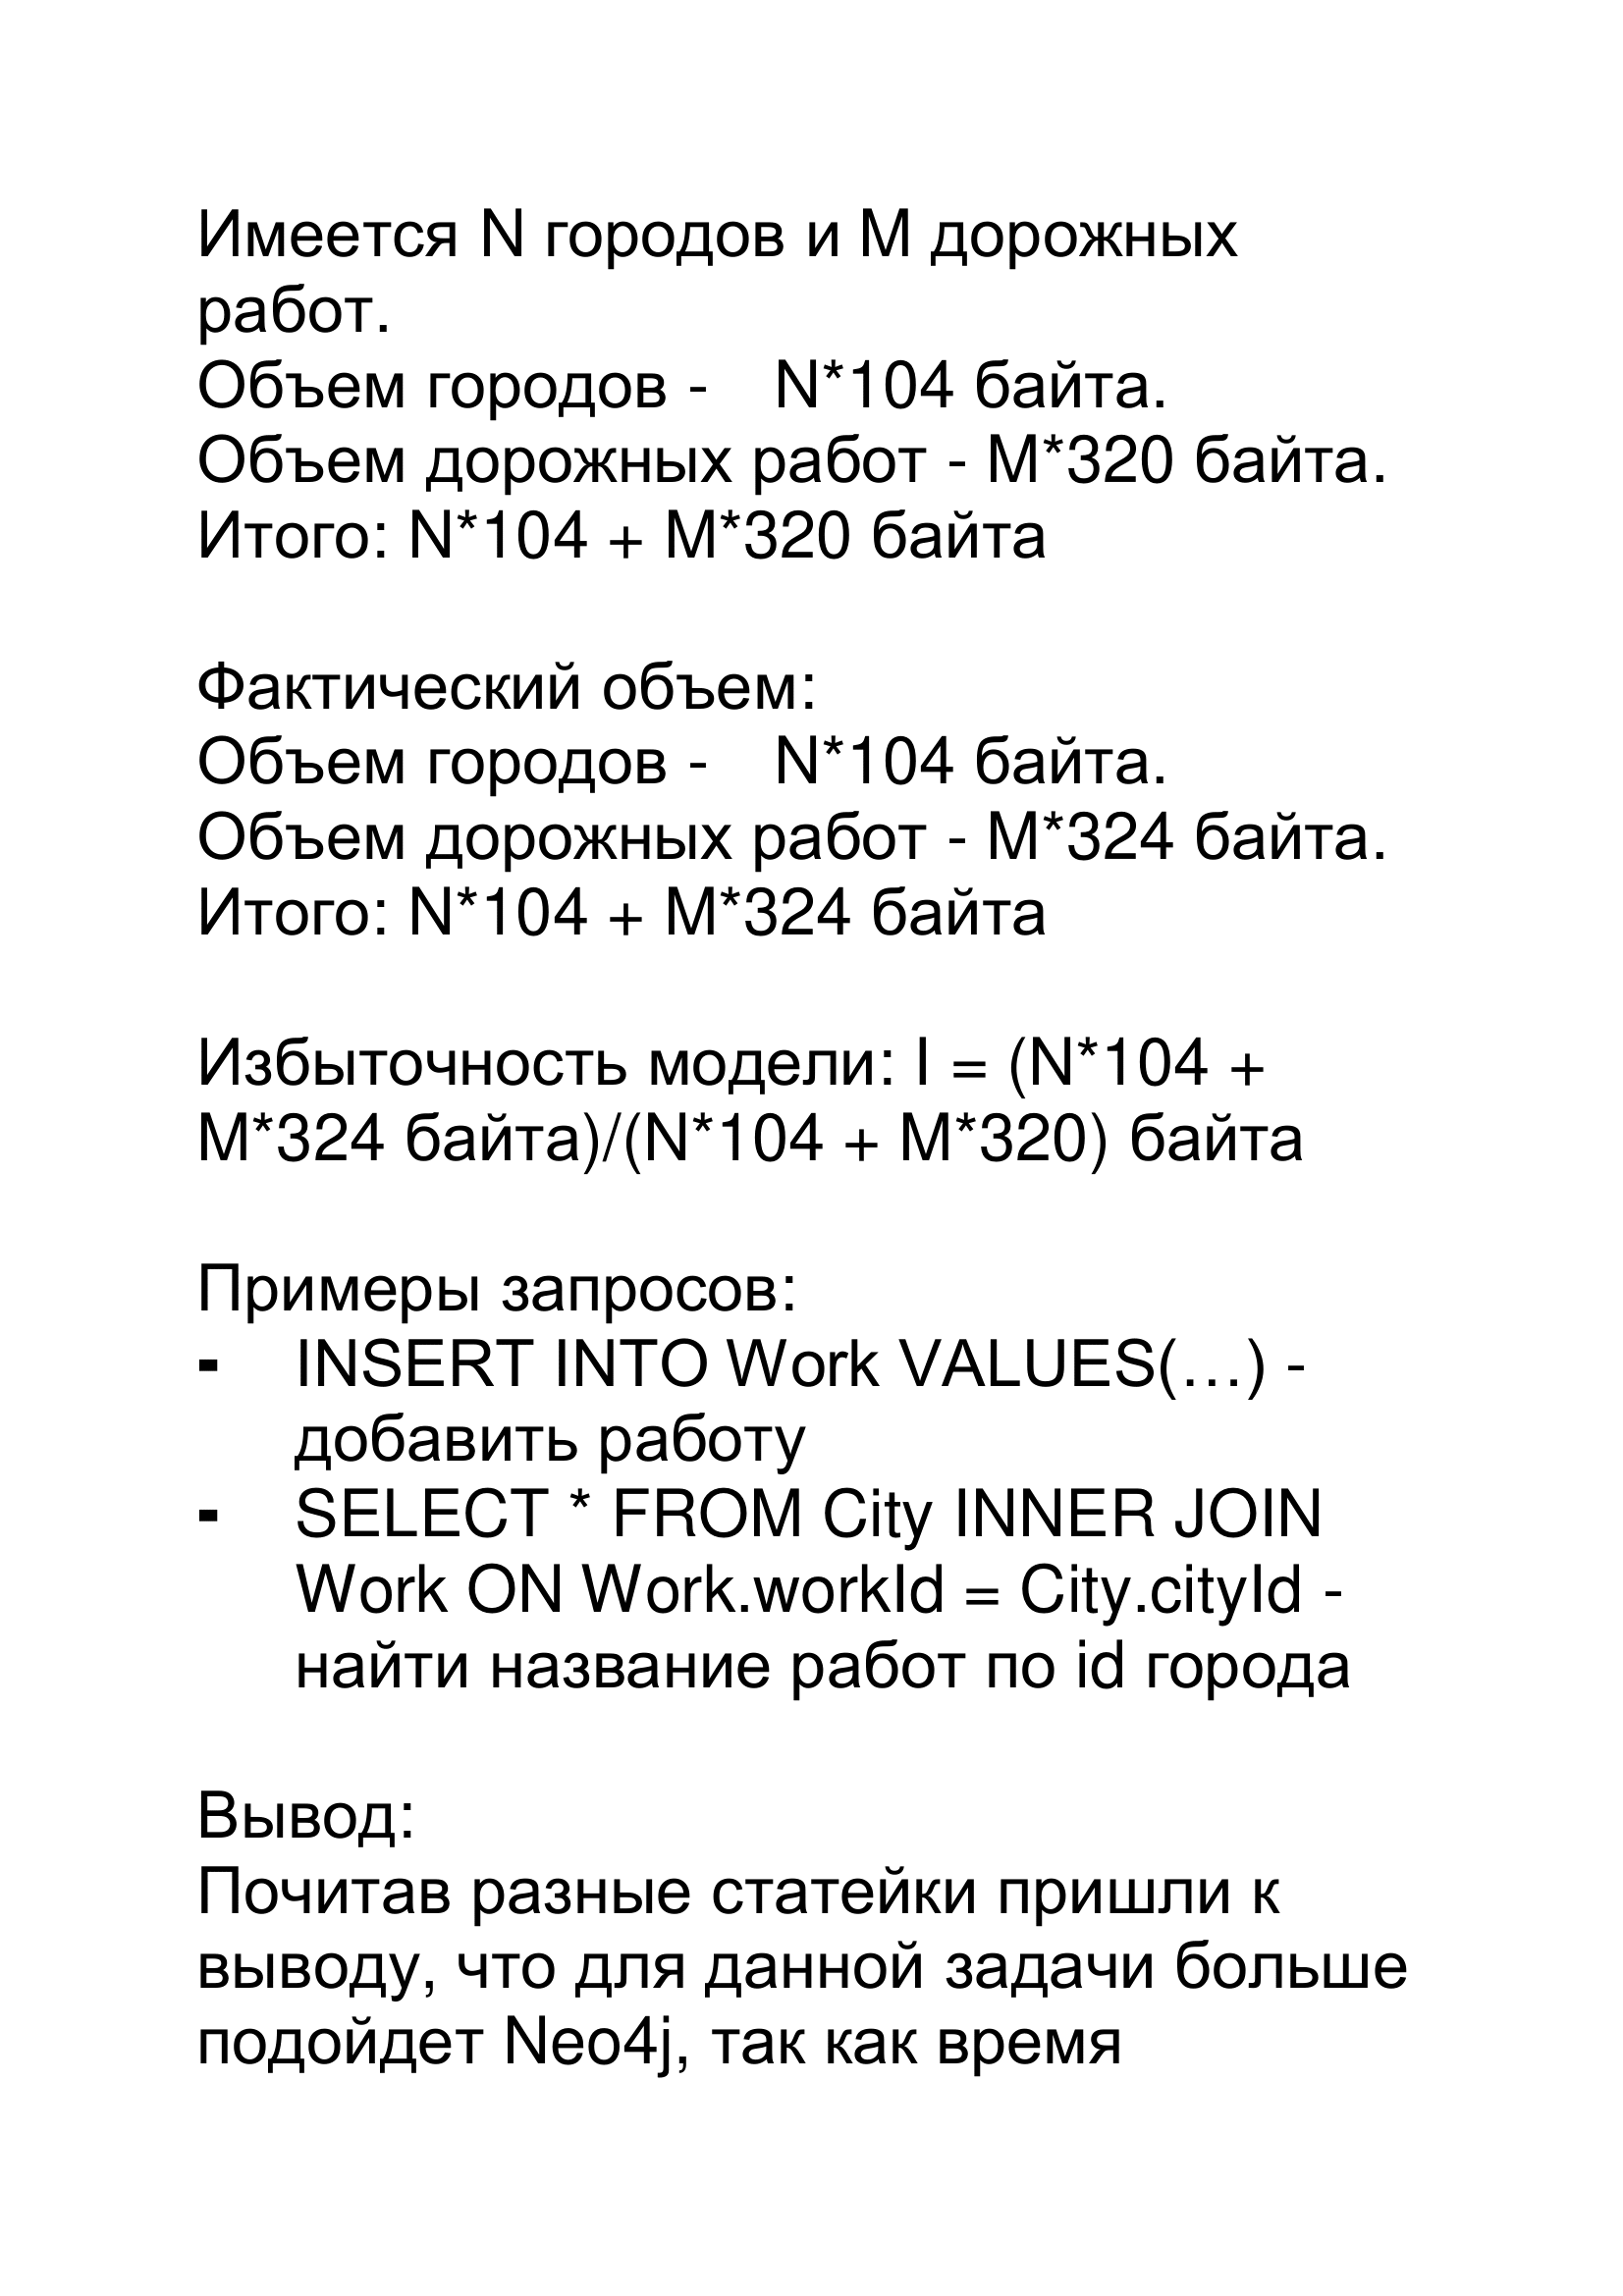 Имеется N городов и M дорожных
работ.
Объем городов - N*104 байта.
Объем дорожных работ - M*320 байта.
Итого: N*104 + M*320 байта
Фактический объем:
Объем городов - N*104 байта.
Объем дорожных работ - M*324 байта.
Итого: N*104 + M*324 байта
Избыточность модели: I = (N*104 +
M*324 байта)/(N*104 + M*320) байта
Примеры запросов:
- INSERT INTO Work VALUES(…) -
добавить работу
- SELECT * FROM City INNER JOIN
Work ON Work.workId = City.cityId -
найти название работ по id города
Вывод:
Почитав разные статейки пришли к
выводу, что для данной задачи больше
подойдет Neo4j, так как время